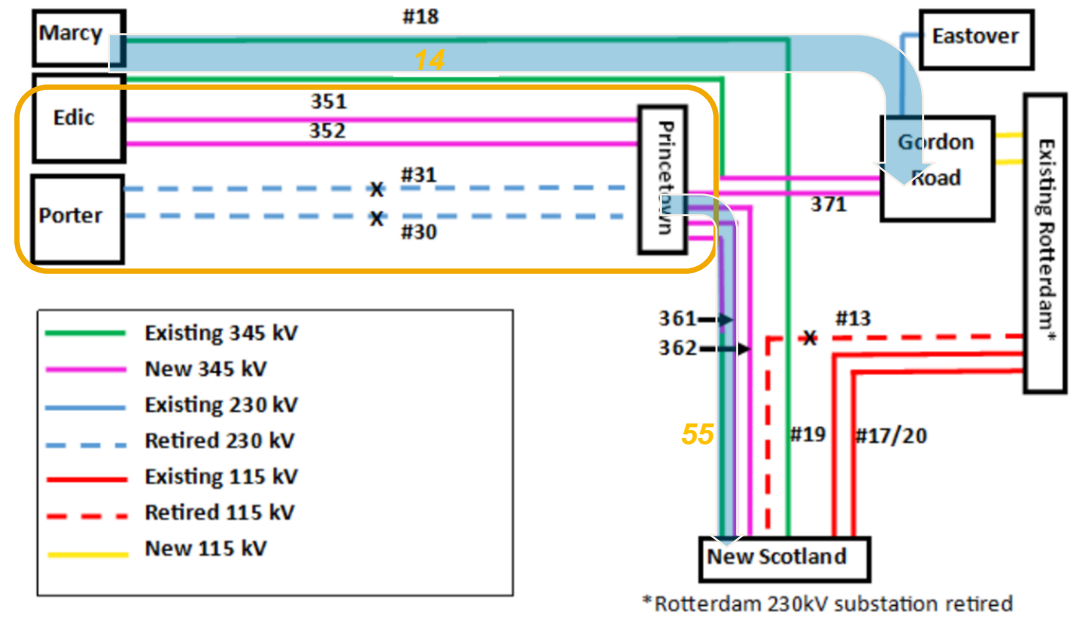 #18
Marcy
14
Eastover
Edic
351
352
Princetown
Gordon
Road
Existing Rotterdam*
#31
X
Porter
X
#30
371
361
362
#13
X
Existing 345 kV
New 345 kV
Existing 230 kV
Retired 230 kV
Existing 115 kV
Retired 115 kV
New 115 kV
55
#19
#17/20
New Scotland
*Rotterdam 230kV substation retired